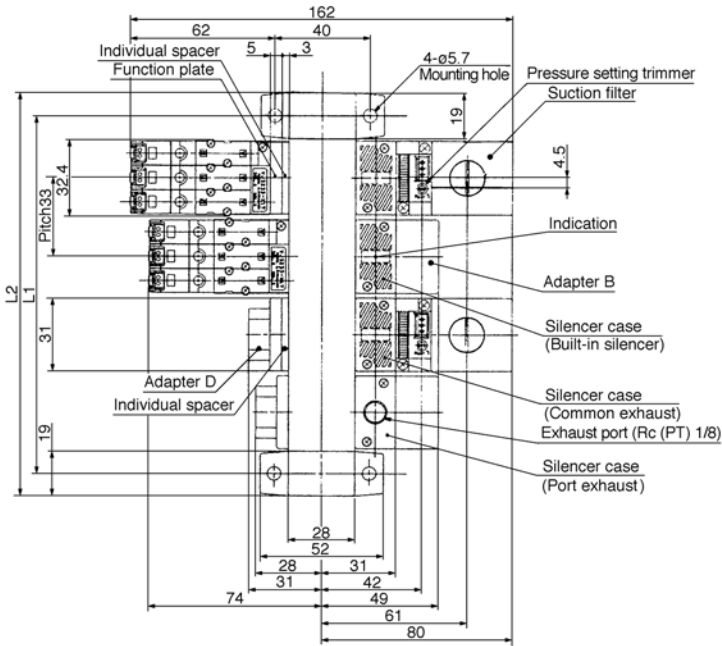 162
62
40
5
3
Individual spacer
Function plate
4-ø5.7
Mounting hole
19
Pressure setting trimmer
Suction filter
4.5
32.4
Pitch33
L2
L1
Indication
Adapter B
31
Silencer case
(Built-in silencer)
Adapter D
Individual spacer
Silencer case
(Common exhaust)
Exhaust port (Rc (PT) 1/8)
19
Silencer case
(Port exhaust)
28
52
28
31
31
42
74
49
61
80